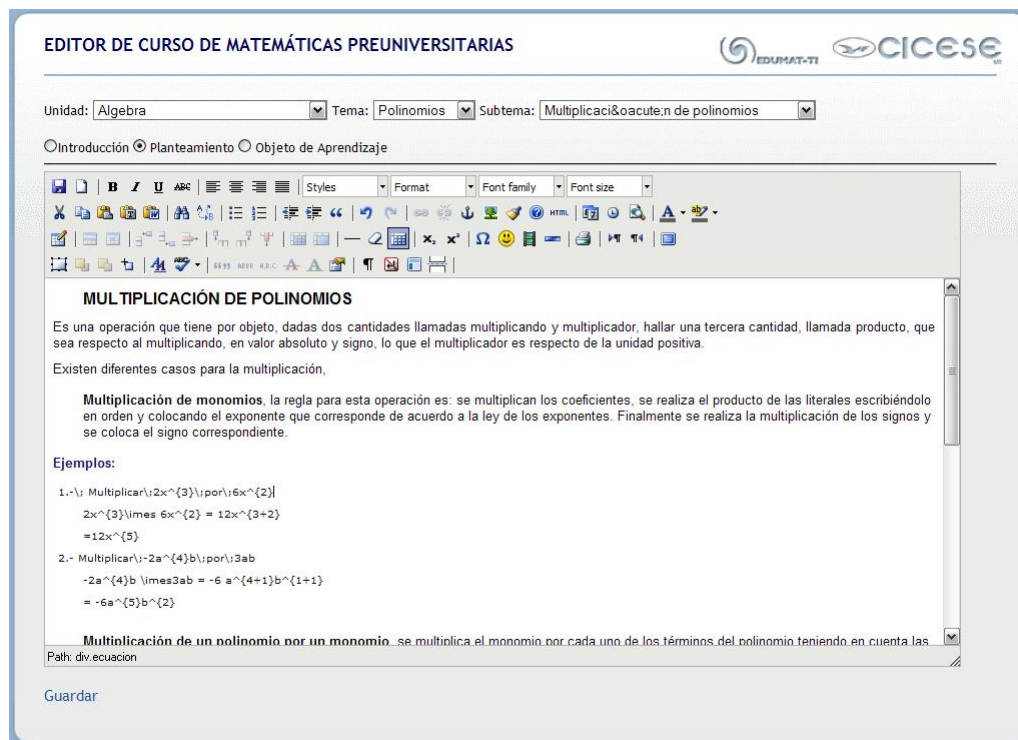 EDITOR DE CURSO DE MATEMÁTICAS PREUNIVERSITARIAS
EDUMAT-TI
CICESE
Unidad: Algebra Tema: Polinomios Subtema: Multiplicaci&oacute;n de polinomios
Introducción Planteamiento Objeto de Aprendizaje
B I U ABC Styles Format Font family Font size
HTML
MULTIPLICACIÓN DE POLINOMIOS
Es una operación que tiene por objeto, dadas dos cantidades llamadas multiplicando y multiplicador, hallar una tercera cantidad, llamada producto, que
sea respecto al multiplicando, en valor absoluto y signo, lo que el multiplicador es respecto de la unidad positiva.
Existen diferentes casos para la multiplicación,
Multiplicación de monomios, la regla para esta operación es: se multiplican los coeficientes, se realiza el producto de las literales escribiéndolo
en orden y colocando el exponente que corresponde de acuerdo a la ley de los exponentes. Finalmente se realiza la multiplicación de los signos y
se coloca el signo correspondiente.
Ejemplos:
1.-\; Multiplicar\;2x^{3}\;por\;6x^{2}
2x^{3}\imes 6x^{2} = 12x^{3+2}
=12x^{5}
2.- Multiplicar\;-2a^{4}b\;por\;3ab
-2a^{4}b \imes3ab = -6 a^{4+1}b^{1+1}
= -6a^{5}b^{2}
Multiplicación de un polinomio por un monomio, se multiplica el monomio por cada uno de los términos del polinomio teniendo en cuenta las
Path: div.ecuacion
Guardar